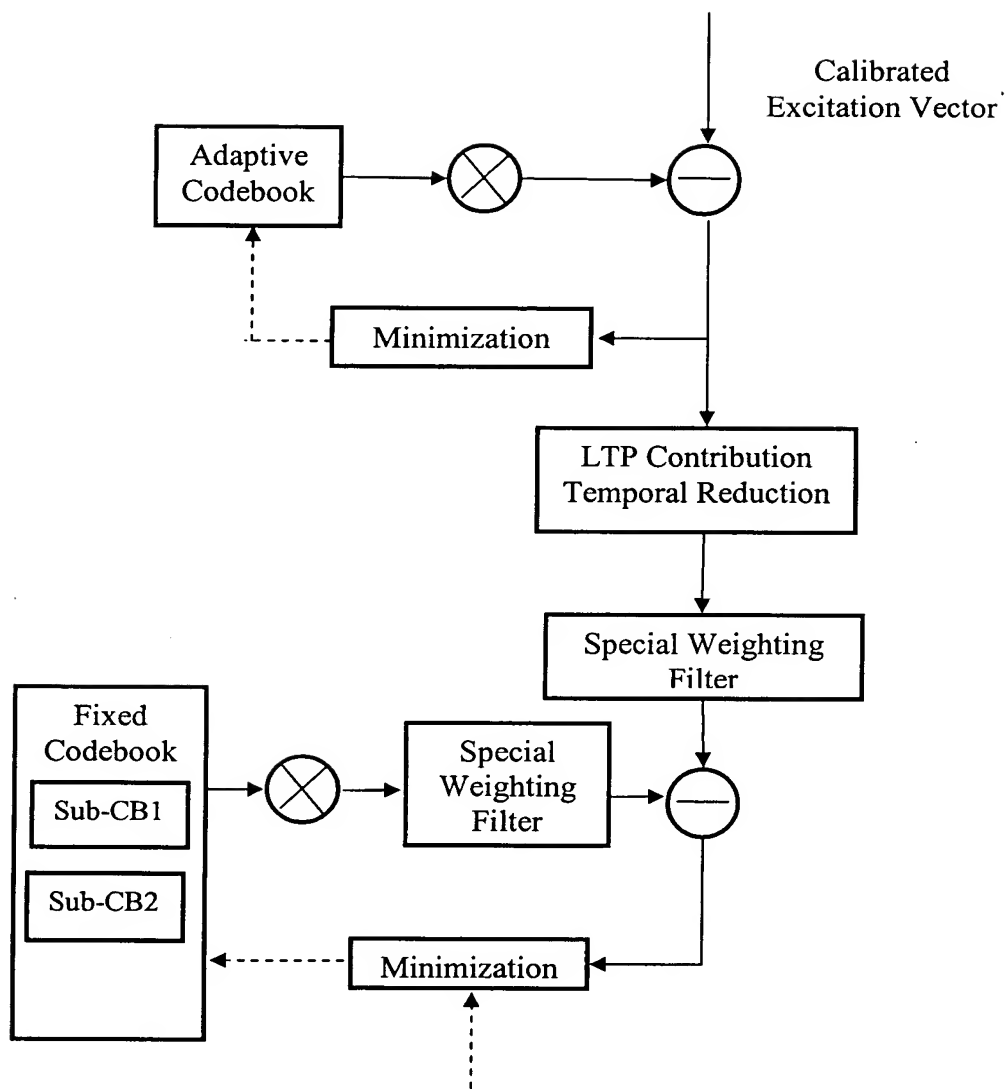 Calibrated
Excitation Vector
Adaptive
Codebook
Minimization
LTP Contribution
Temporal Reduction
Special Weighting
Filter
Fixed
Codebook
Sub-CB1
Sub-CB2
Special
Weighting
Filter
Minimization